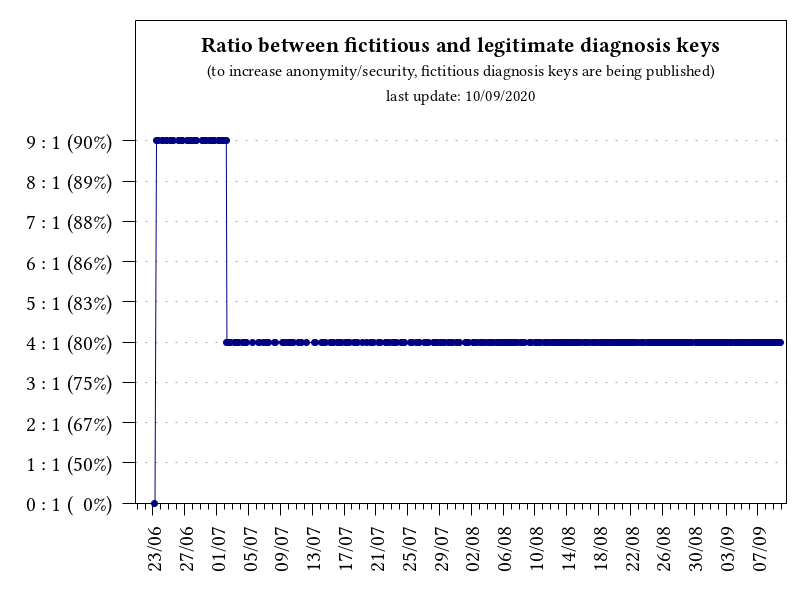 Ratio between fictitious and legitimate diagnosis keys
(to increase anonymity/security, fictitious diagnosis keys are being published)
last update: 10/09/2020
9 : 1 (90%)
8 : 1 (89%)
7 : 1 (88%)
6 : 1 (86%)
5 : 1 (83%)
4 : 1 (80%)
3 : 1 (75%)
2 : 1 (67%)
1 : 1 (50%)
0 : 1 (  0%)
23/06
27/06
01/07
05/07
09/07
13/07
17/07
21/07
25/07
29/07
02/08
06/08
10/08
14/08
18/08
22/08
26/08
30/08
03/09
07/09